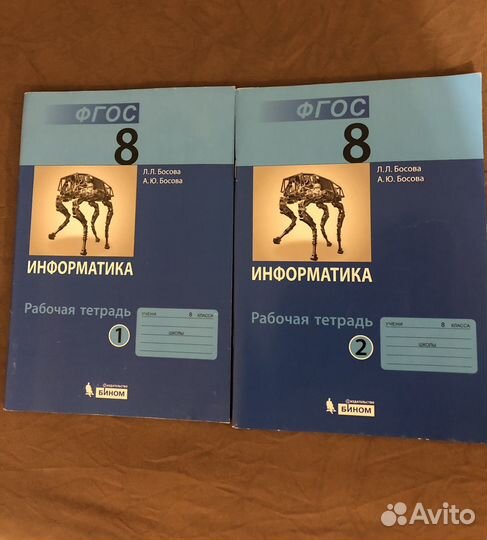 ФГОС
8
Л.Л. Босова
А.Ю. Босова
ИНФОРМАТИКА
Рабочая тетрадь
1
УЧЕНИ 8 КЛАССА
ШКОЛЫ
ИЗДАТЕЛЬСТВО
БИНОМ
ФГОС
8
Л.Л. Босова
А.Ю. Босова
ИНФОРМАТИКА
Рабочая тетрадь
2
УЧЕНИ 8 КЛАССА
ШКОЛЫ
ИЗДАТЕЛЬСТВО
БИНОМ
Avito